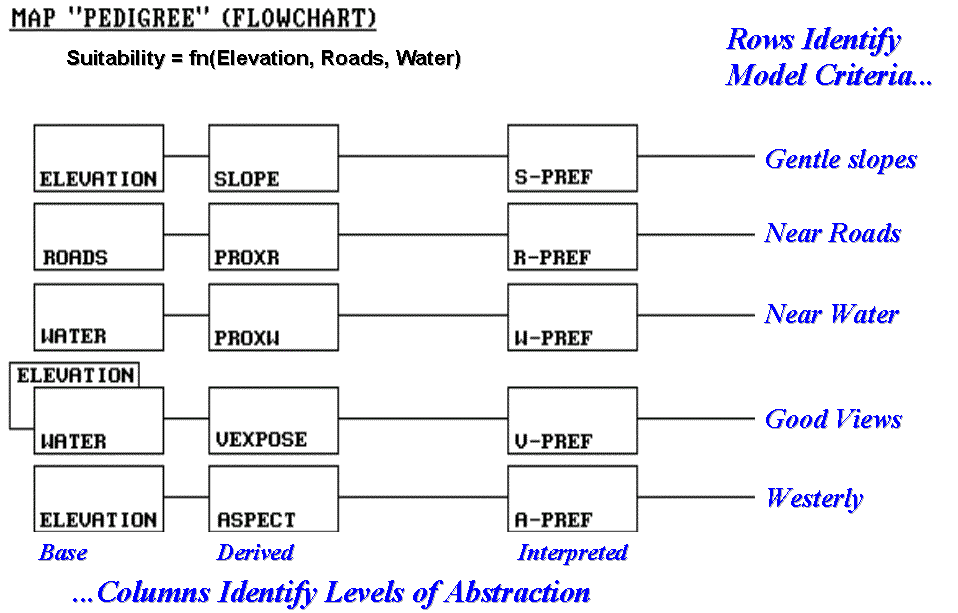 MAP "PEDIGREE" (FLOWCHART)
Suitability = fn(Elevation, Roads, Water)
Rows Identify
Model Criteria...
ELEVATION SLOPE S-PREF Gentle slopes
ROADS PROXR R-PREF Near Roads
WATER PROXW W-PREF Near Water
ELEVATION
WATER VEXPOSE V-PREF Good Views
ELEVATION ASPECT A-PREF Westerly
Base Derived Interpreted
...Columns Identify Levels of Abstraction